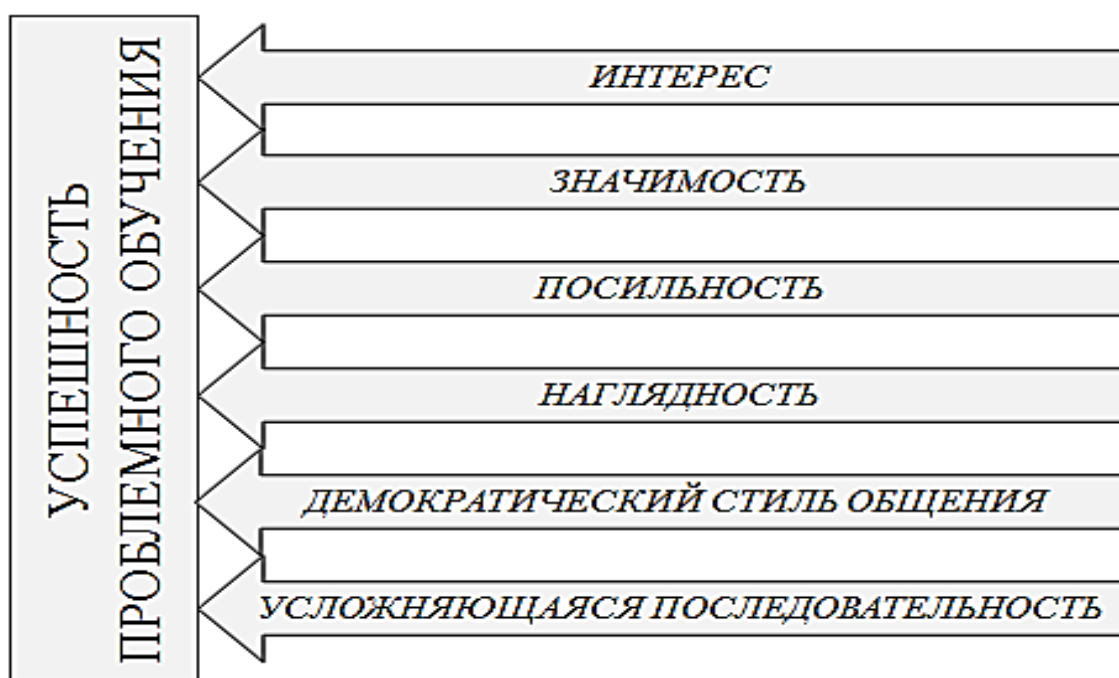 УСПЕШНОСТЬ
ПРОБЛЕМНОГО ОБУЧЕНИЯ
ИНТЕРЕС
ЗНАЧИМОСТЬ
ПОСИЛЬНОСТЬ
НАГЛЯДНОСТЬ
ДЕМОКРАТИЧЕСКИЙ СТИЛЬ ОБЩЕНИЯ
УСЛОЖНЯЮЩАЯСЯ ПОСЛЕДОВАТЕЛЬНОСТЬ